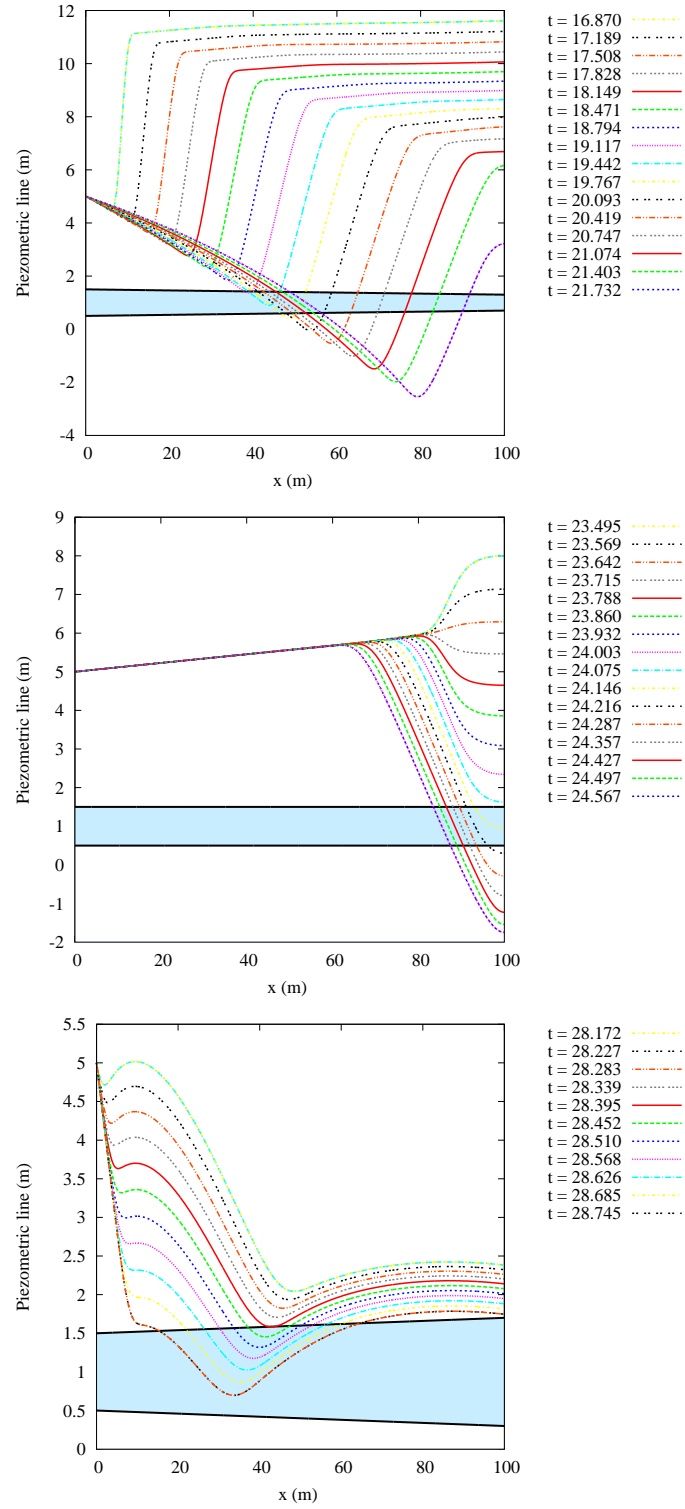 12
10
8
6
4
2
0
-2
-4
0
20
40
60
80
100
Piezometric line (m)
x (m)
t = 16.870
t = 17.189
t = 17.508
t = 17.828
t = 18.149
t = 18.471
t = 18.794
t = 19.117
t = 19.442
t = 19.767
t = 20.093
t = 20.419
t = 20.747
t = 21.074
t = 21.403
t = 21.732
9
8
7
6
5
4
3
2
1
0
-1
-2
0
20
40
60
80
100
Piezometric line (m)
x (m)
t = 23.495
t = 23.569
t = 23.642
t = 23.715
t = 23.788
t = 23.860
t = 23.932
t = 24.003
t = 24.075
t = 24.146
t = 24.216
t = 24.287
t = 24.357
t = 24.427
t = 24.497
t = 24.567
5.5
5
4.5
4
3.5
3
2.5
2
1.5
1
0.5
0
0
20
40
60
80
100
Piezometric line (m)
x (m)
t = 28.172
t = 28.227
t = 28.283
t = 28.339
t = 28.395
t = 28.452
t = 28.510
t = 28.568
t = 28.626
t = 28.685
t = 28.745